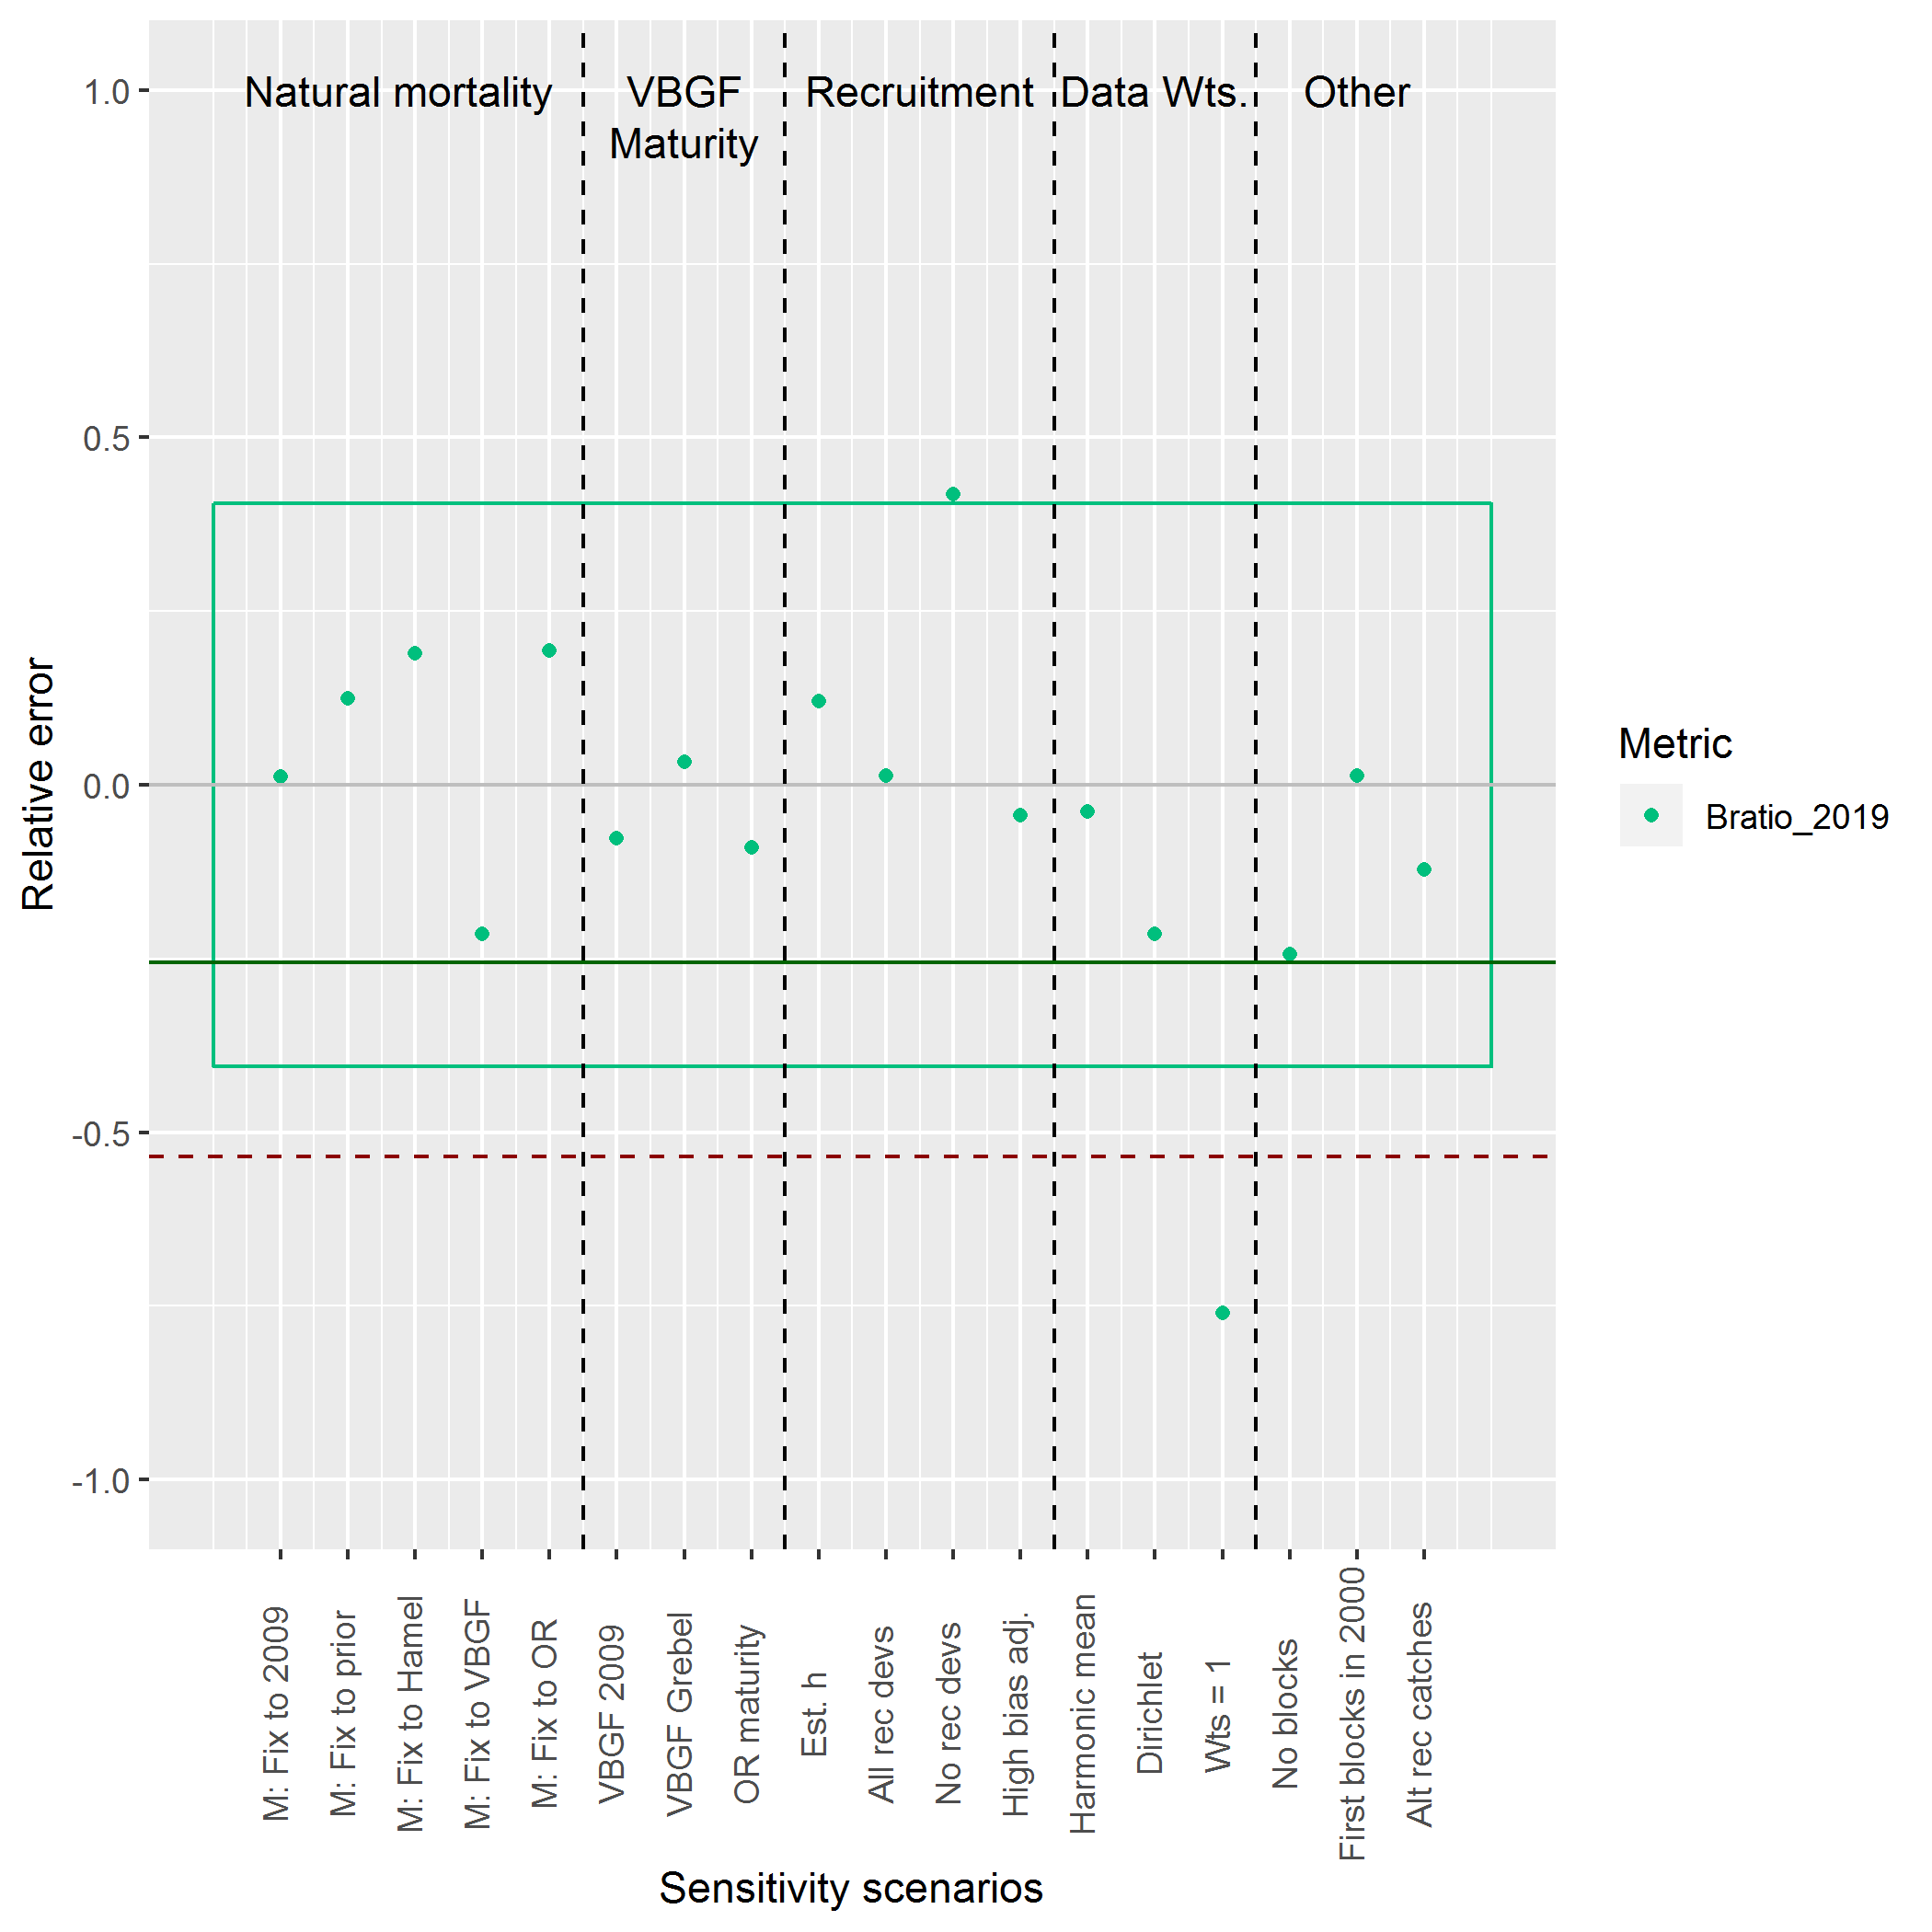 Natural mortality
VBGF
Maturity
Recruitment
Data Wts.
Other
1.0
0.5
0.0
-0.5
-1.0
Relative error
M: Fix to 2009
M: Fix to prior
M: Fix to Hamel
M: Fix to VBGF
M: Fix to OR
VBGF 2009
VBGF Grebel
OR maturity
Est. h
All rec devs
No rec devs
High bias adj.
Harmonic mean
Dirichlet
Wts = 1
No blocks
First blocks in 2000
Alt rec catches
Sensitivity scenarios
Metric
Bratio_2019